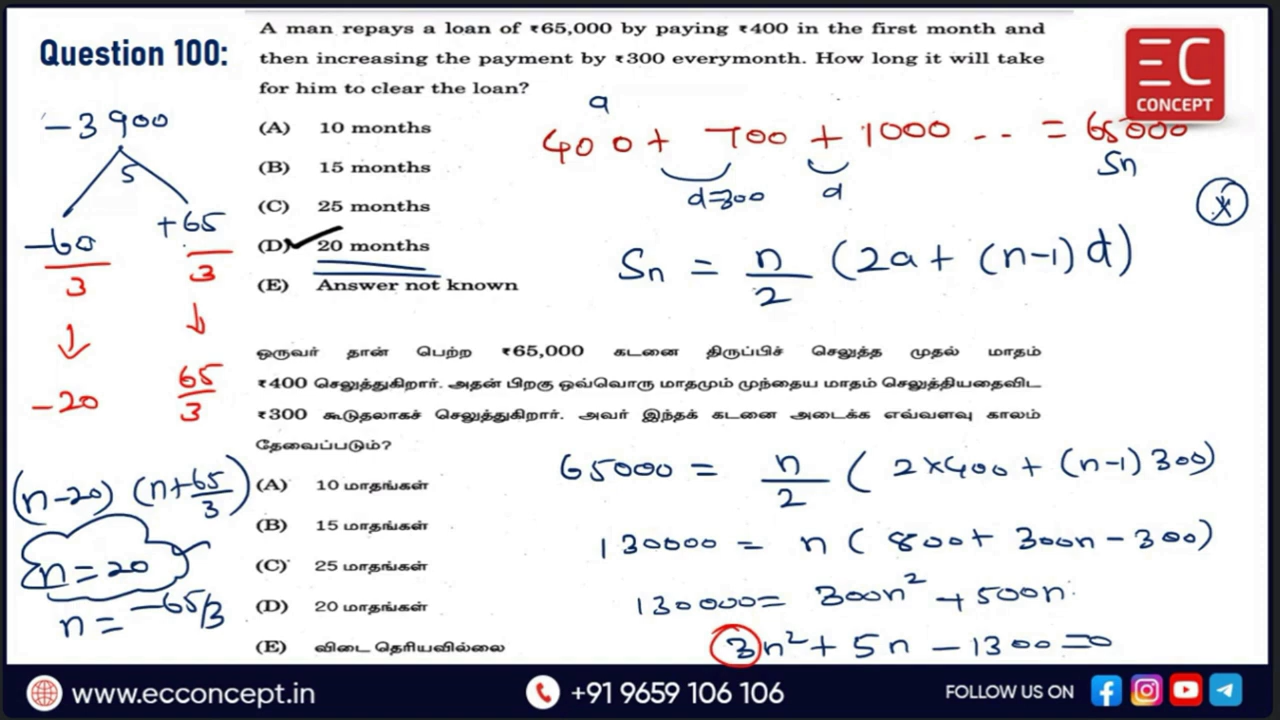 Question 100:
A man repays a loan of ₹65,000 by paying ₹400 in the first month and
then increasing the payment by ₹300 everymonth. How long it will take
for him to clear the loan?
(A) 10 months
(B) 15 months
(C) 25 months
(D) 20 months
(E) Answer not known
EC
CONCEPT
a
400 + 700 + 1000 .. = 65000
d=300 d Sn
Sn = n/2 (2a + (n-1)d)
-3900
5
-60/3 +65/3
-20 65/3
ஒருவர் தான் பெற்ற ₹65,000 கடனை திருப்பிச் செலுத்த முதல் மாதம்
₹400 செலுத்துகிறார். அதன் பிறகு ஒவ்வொரு மாதமும் முந்தைய மாதம் செலுத்தியதைவிட
₹300 கூடுதலாகச் செலுத்துகிறார். அவர் இந்தக் கடனை அடைக்க எவ்வளவு காலம்
தேவைப்படும்?
(A) 10 மாதங்கள்
(B) 15 மாதங்கள்
(C) 25 மாதங்கள்
(D) 20 மாதங்கள்
(E) விடை தெரியவில்லை
65000 = n/2 (2×400 + (n-1)300)
130000 = n(800+ 300n - 300)
130000= 300n² + 500n
3n² + 5n - 1300=0
(n-20) (n+65/3)
n = 20
n = -65/3
www.ecconcept.in
+91 9659 106 106
FOLLOW US ON